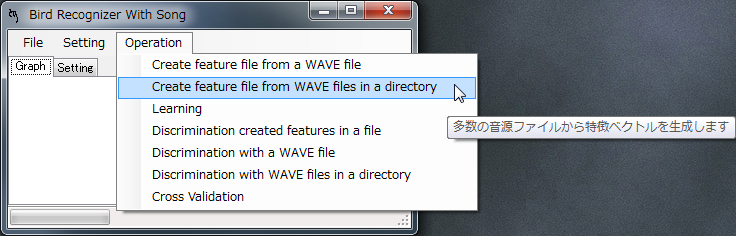 Bird Recognizer With Song
File Setting Operation
Graph Setting
Create feature file from a WAVE file
Create feature file from WAVE files in a directory
Learning
Discrimination created features in a file
Discrimination with a WAVE file
Discrimination with WAVE files in a directory
Cross Validation
多数の音源ファイルから特徴ベクトルを生成します